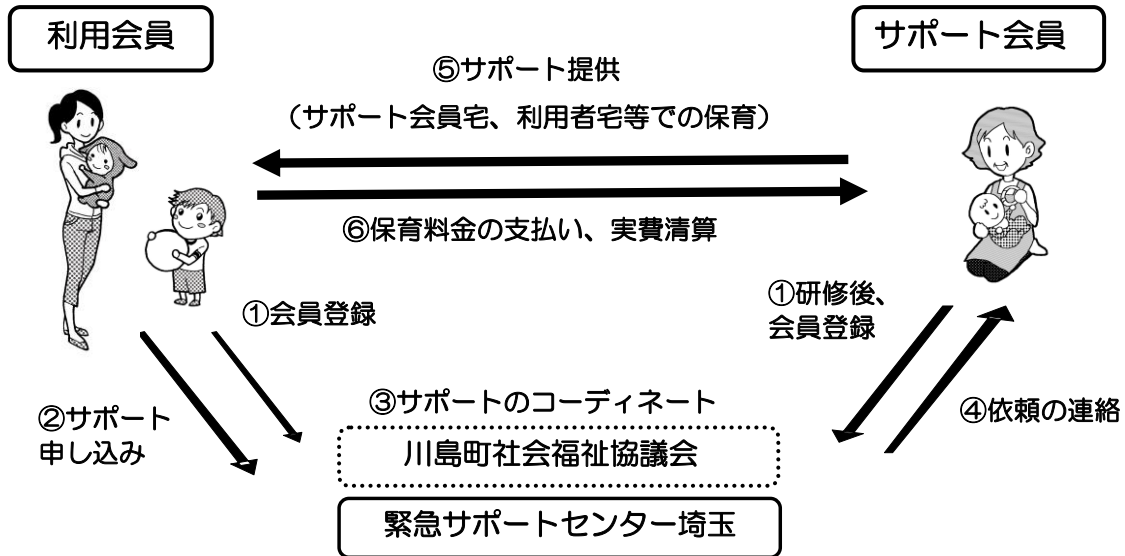 利用会員
サポート会員
⑤サポート提供
（サポート会員宅、利用者宅等での保育）
⑥保育料金の支払い、実費清算
①会員登録
①研修後、
会員登録
②サポート
申し込み
③サポートのコーディネート
④依頼の連絡
川島町社会福祉協議会
緊急サポートセンター埼玉